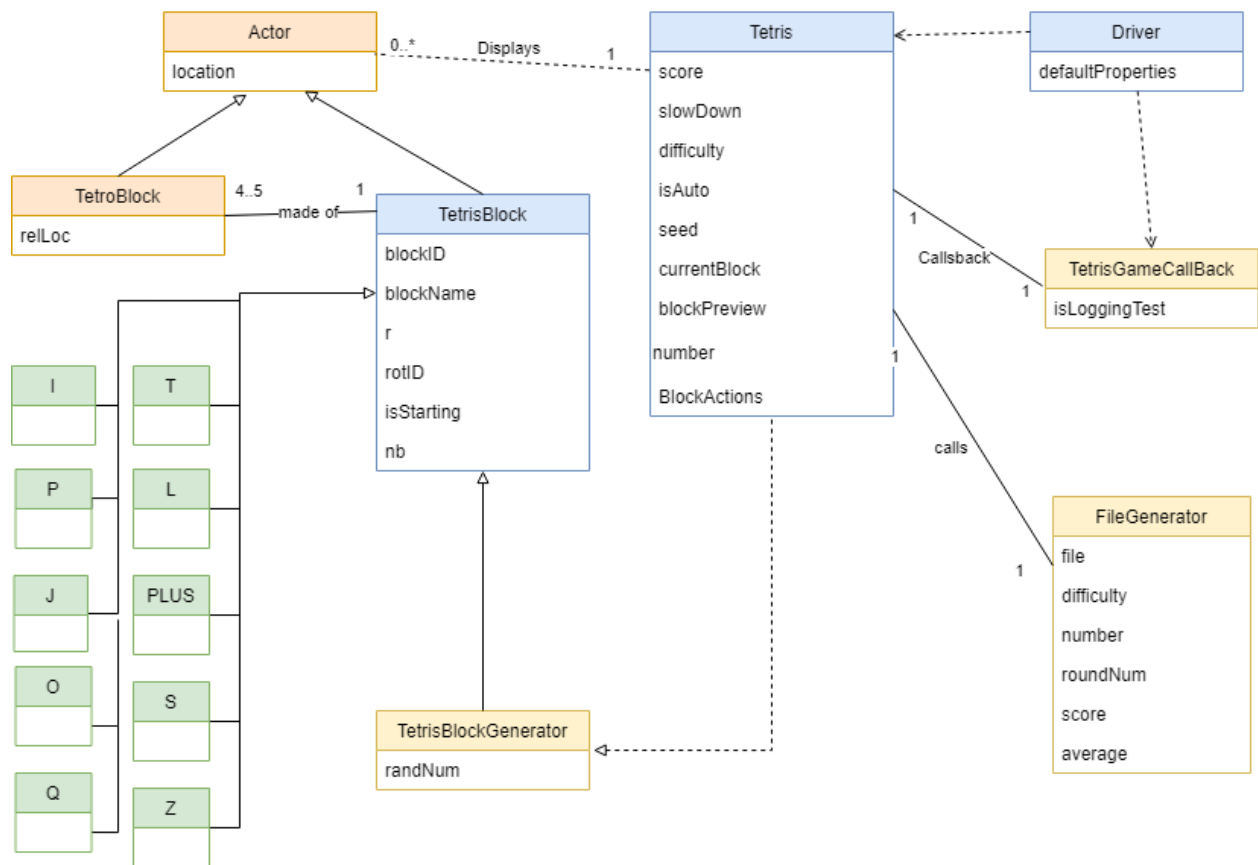 Actor
location
0..*
Displays
1
Tetris
score
slowDown
difficulty
isAuto
seed
currentBlock
blockPreview
number
BlockActions
Driver
defaultProperties
TetroBlock
relLoc
4..5
made of
1
TetrisBlock
blockID
blockName
r
rotID
isStarting
nb
1
Callsback
1
TetrisGameCallBack
isLoggingTest
1
calls
1
FileGenerator
file
difficulty
number
roundNum
score
average
I
T
P
L
J
PLUS
O
S
Q
Z
TetrisBlockGenerator
randNum